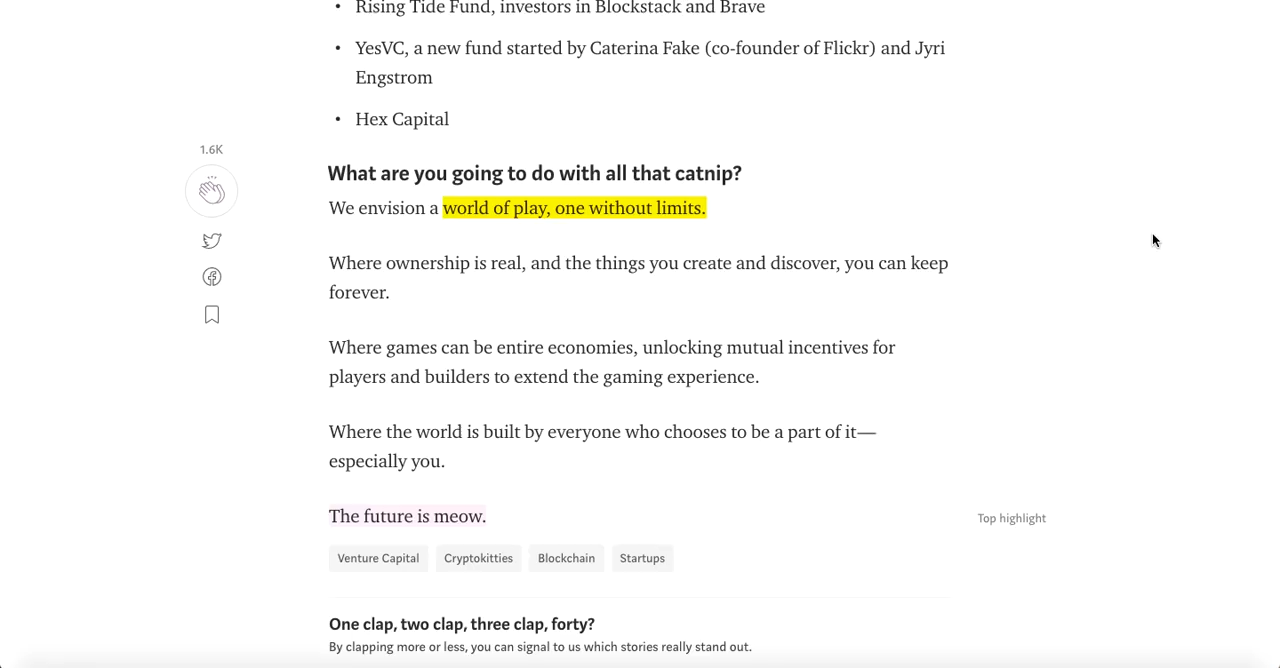 Rising Tide Fund, investors in Blockstack and Brave
YesVC, a new fund started by Caterina Fake (co-founder of Flickr) and Jyri
Engstrom
Hex Capital
1.6K
What are you going to do with all that catnip?
We envision a world of play, one without limits.
Where ownership is real, and the things you create and discover, you can keep
forever.
Where games can be entire economies, unlocking mutual incentives for
players and builders to extend the gaming experience.
Where the world is built by everyone who chooses to be a part of it—
especially you.
The future is meow.
Top highlight
Venture Capital Cryptokitties Blockchain Startups
One clap, two clap, three clap, forty?
By clapping more or less, you can signal to us which stories really stand out.